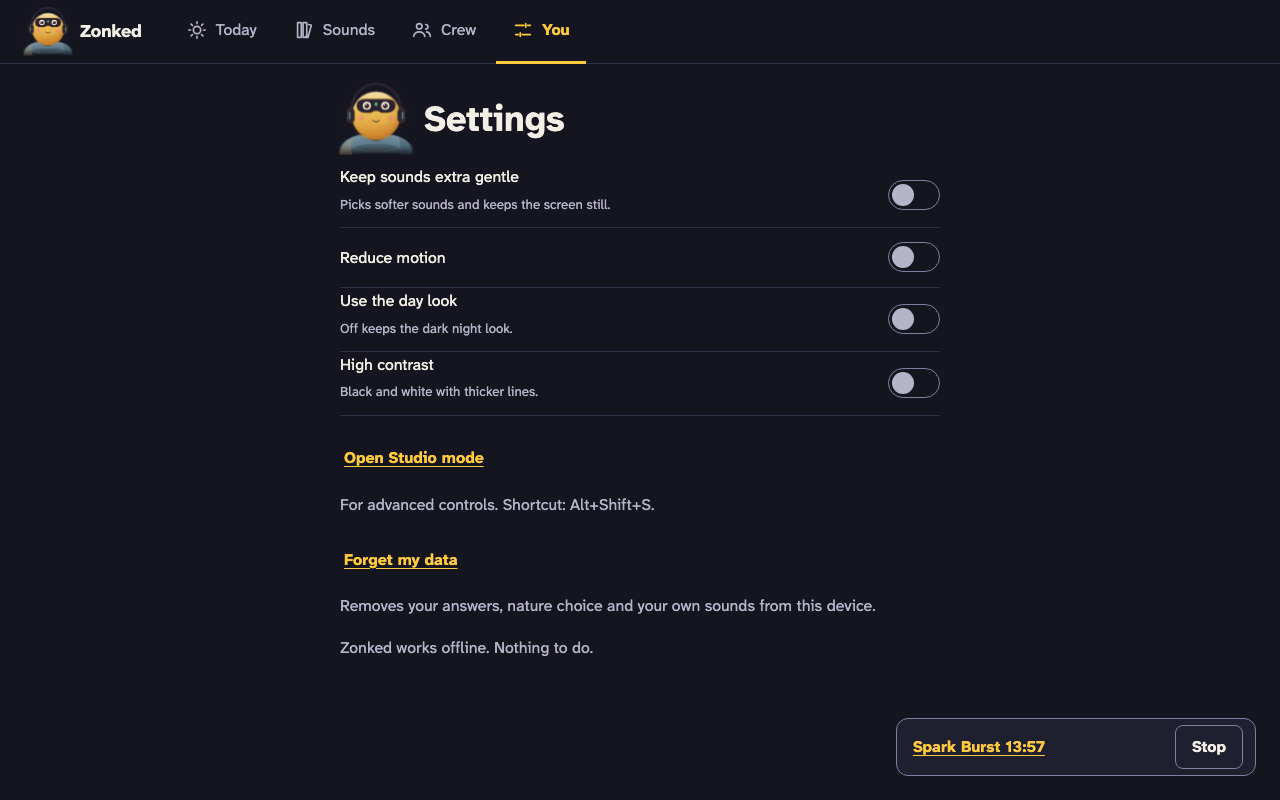 Zonked
Today
Sounds
Crew
You
Settings
Keep sounds extra gentle
Picks softer sounds and keeps the screen still.
Reduce motion
Use the day look
Off keeps the dark night look.
High contrast
Black and white with thicker lines.
Open Studio mode
For advanced controls. Shortcut: Alt+Shift+S.
Forget my data
Removes your answers, nature choice and your own sounds from this device.
Zonked works offline. Nothing to do.
Spark Burst 13:57
Stop